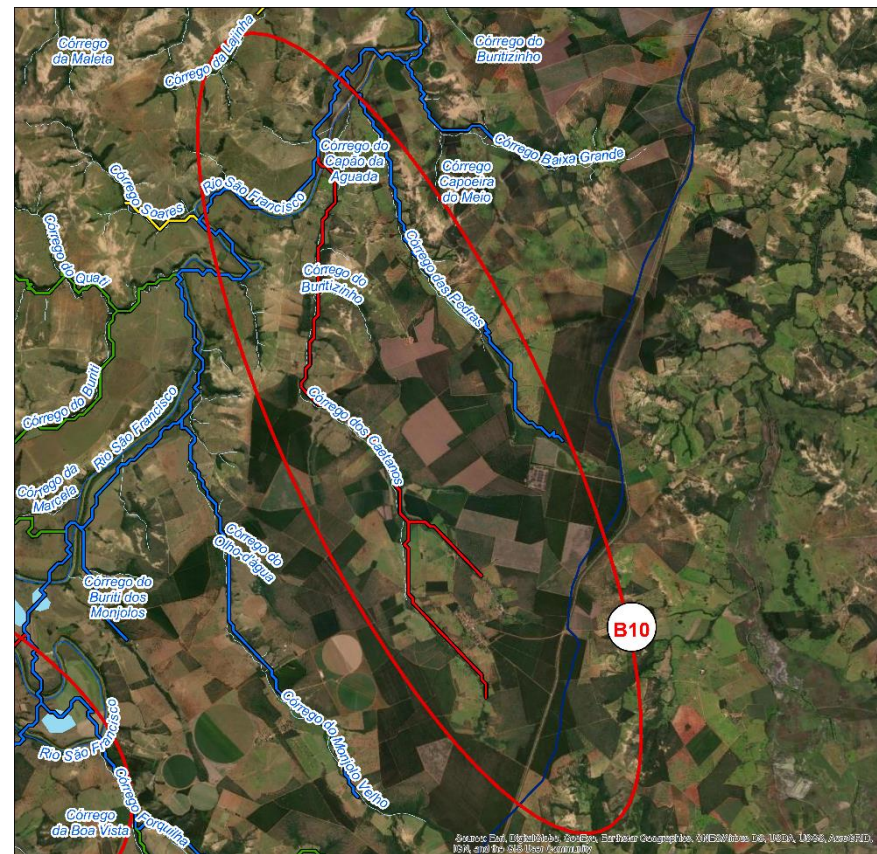 Córrego
da Maleta
Córrego da Lajinha
Córrego do
Buritizinho
Córrego do
Capão da
Aguada
Córrego Baixa Grande
Córrego
Capoeira
do Meio
Rio São Francisco
Córrego Soares
Córrego do Quati
Córrego do
Buritizinho
Córrego das Pedras
Córrego do Buriti
Rio São Francisco
Córrego dos Caetanos
Córrego da
Marcela
Córrego do
Olho-d'água
Córrego do
Buriti dos
Monjolos
B10
Rio São Francisco
Córrego do Monjolo Velho
Córrego Forquilha
Córrego
da Boa Vista
Source: Esri, DigitalGlobe, GeoEye, Earthstar Geographics, CNES/Airbus DS, USDA, USGS, AeroGRID,
IGN, and the GIS User Community